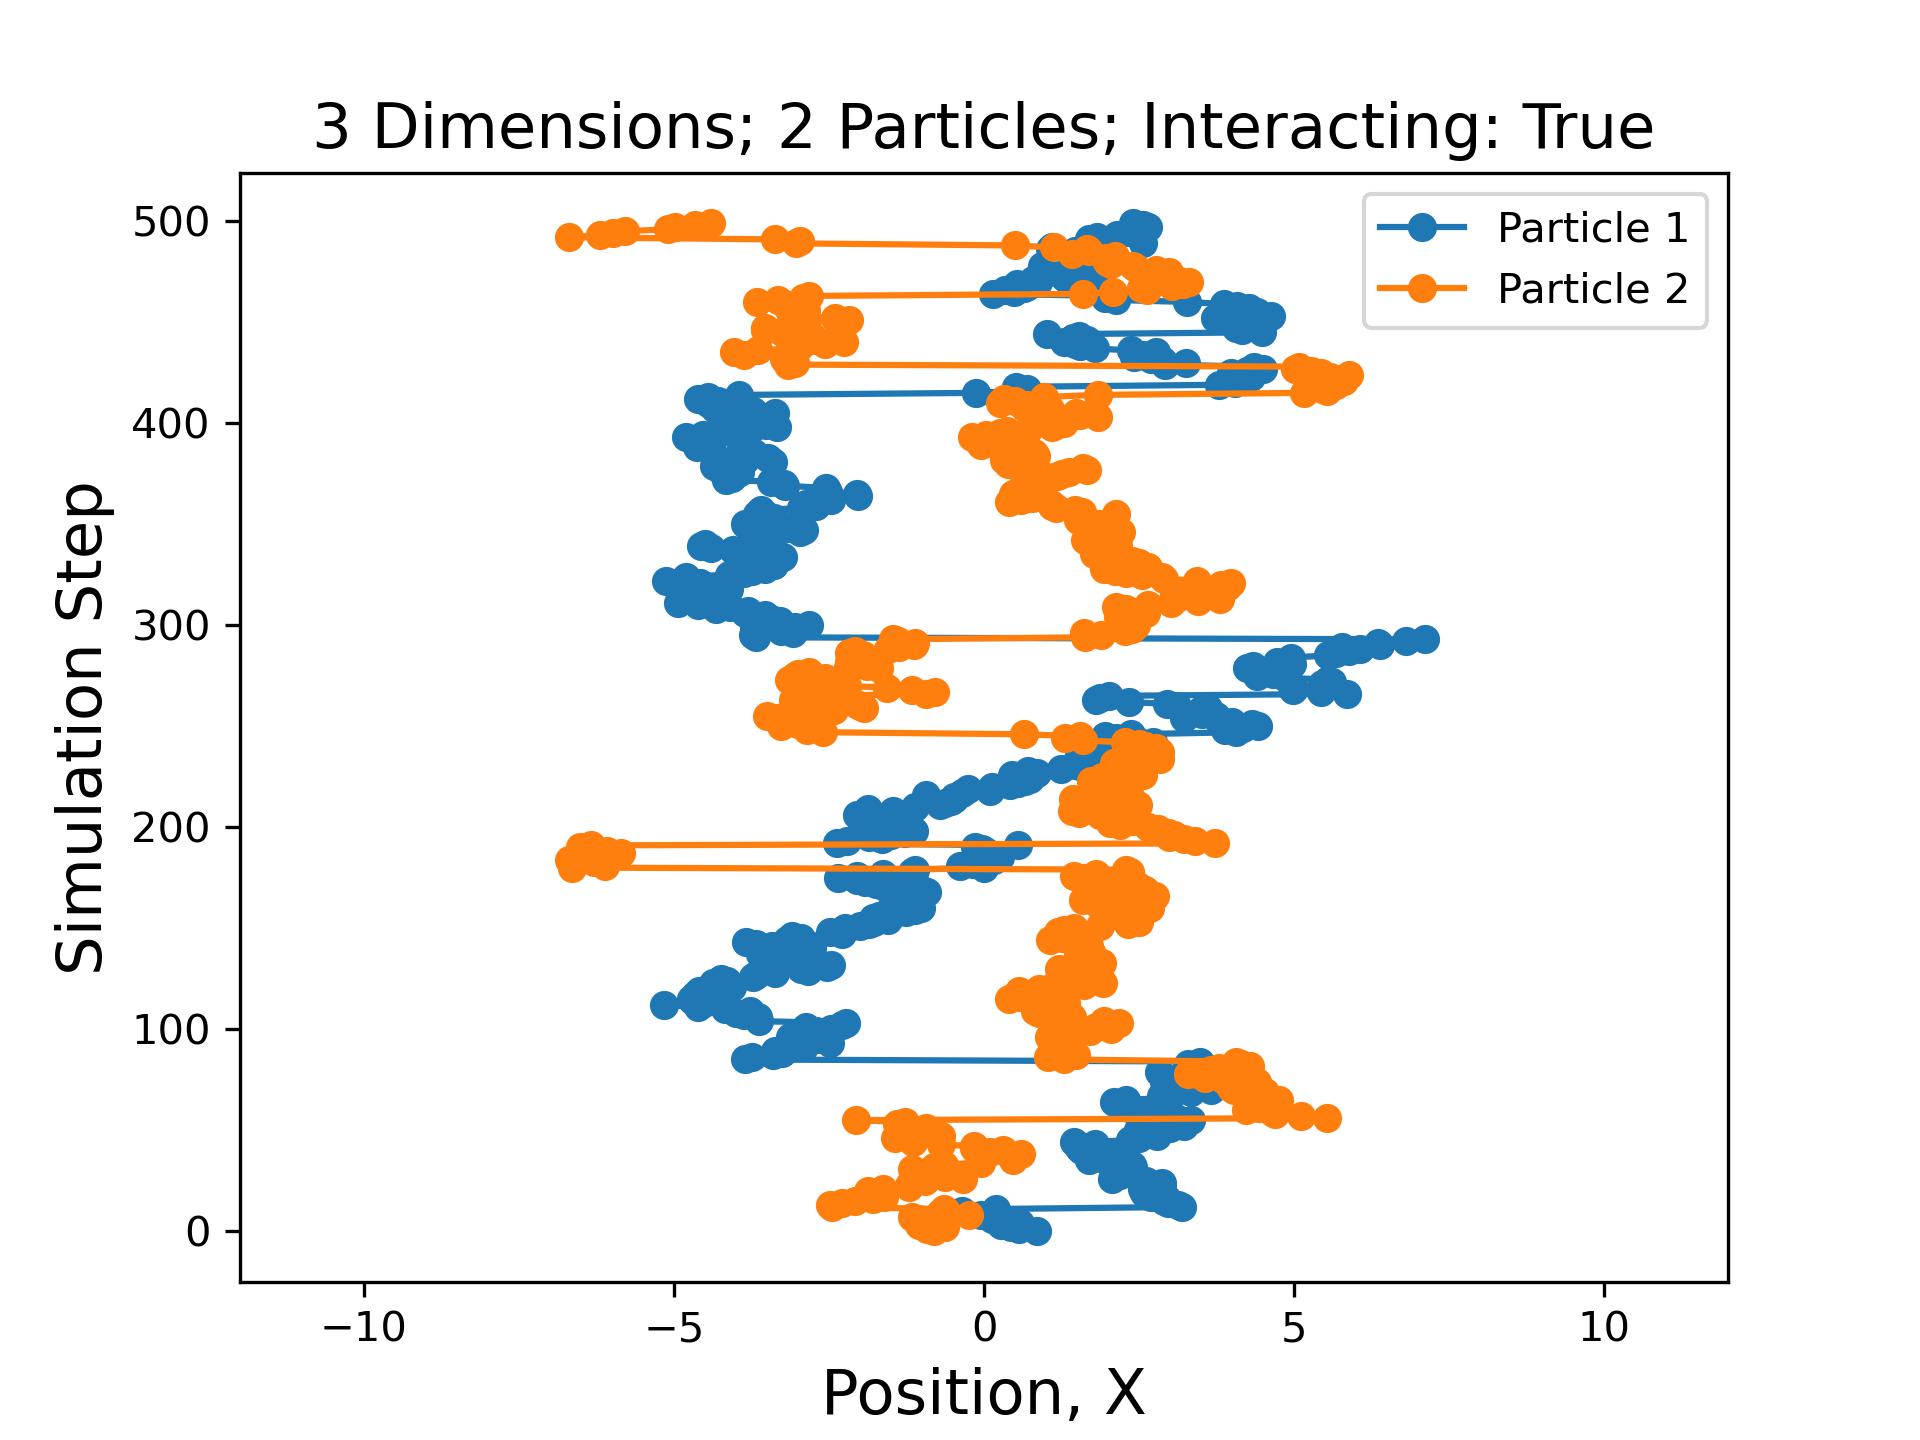 3 Dimensions; 2 Particles; Interacting: True
Particle 1
Particle 2
Simulation Step
500
400
300
200
100
0
−10
−5
0
5
10
Position, X